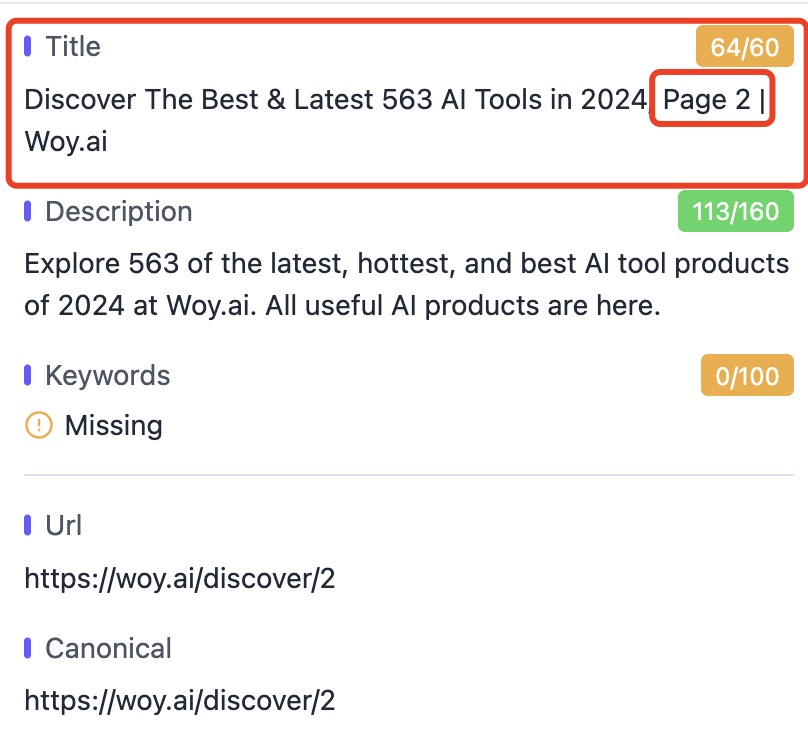 Title
64/60
Discover The Best & Latest 563 AI Tools in 2024, Page 2 |
Woy.ai
Description
113/160
Explore 563 of the latest, hottest, and best AI tool products
of 2024 at Woy.ai. All useful AI products are here.
Keywords
0/100
Missing
Url
https://woy.ai/discover/2
Canonical
https://woy.ai/discover/2